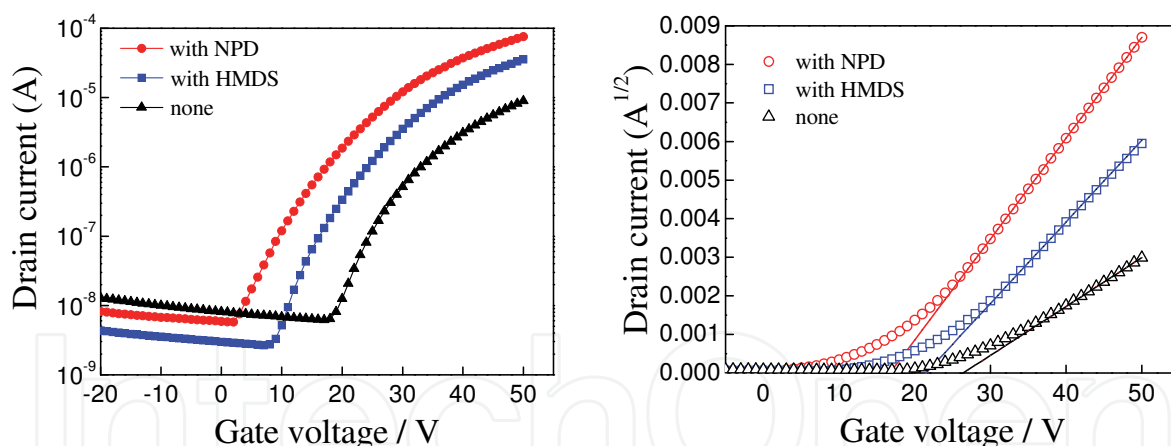 10^-4
10^-5
10^-6
10^-7
10^-8
10^-9
Drain current (A)
with NPD
with HMDS
none
-20 -10 0 10 20 30 40 50
Gate voltage / V
0.009
0.008
0.007
0.006
0.005
0.004
0.003
0.002
0.001
0.000
Drain current (A^1/2)
with NPD
with HMDS
none
0 10 20 30 40 50
Gate voltage / V